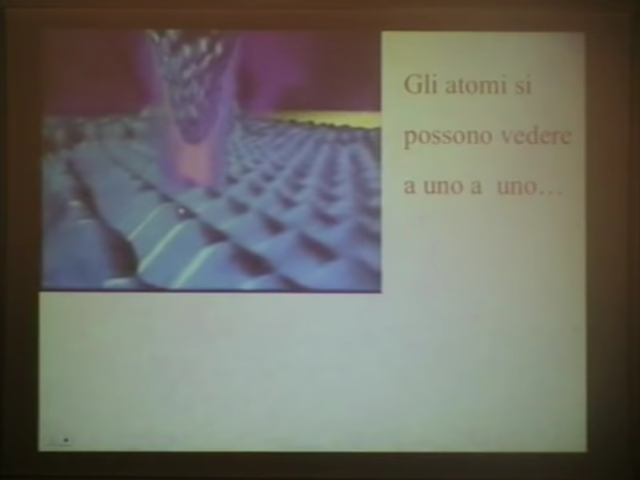 Gli atomi si
possono vedere
a uno a uno...